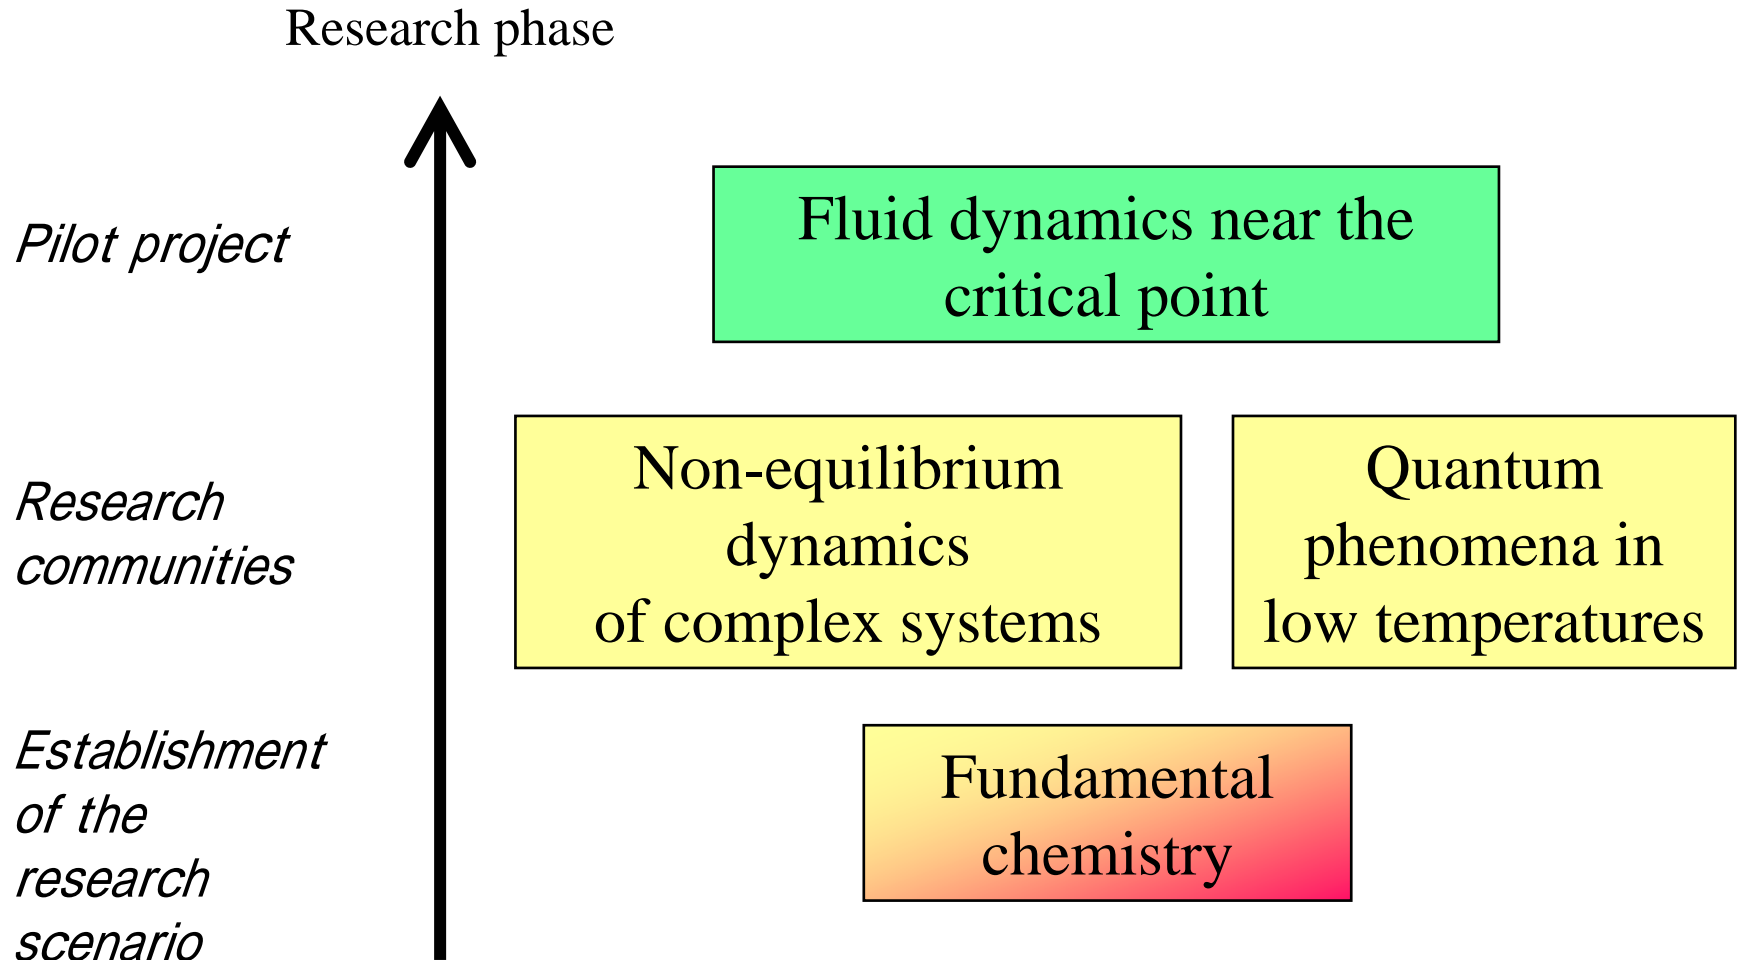 Research phase
Pilot project
Fluid dynamics near the
critical point
Research
communities
Non-equilibrium
dynamics
of complex systems
Quantum
phenomena in
low temperatures
Establishment
of the
research
scenario
Fundamental
chemistry